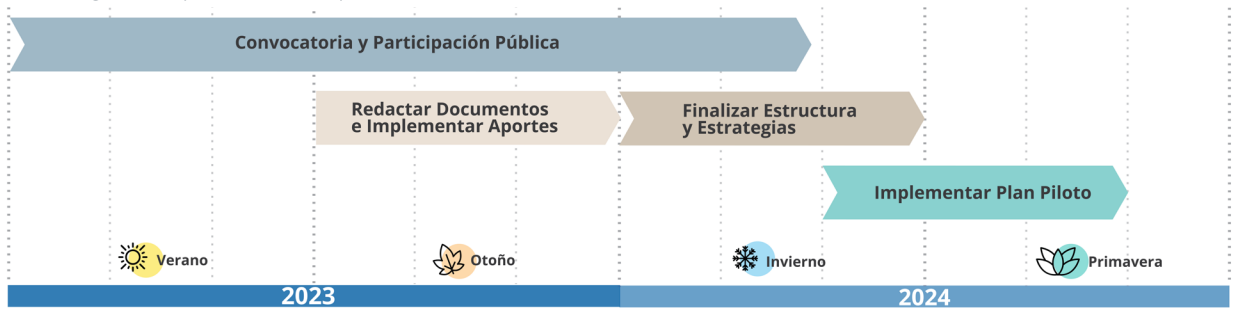 Convocatoria y Participación Pública
Redactar Documentos
e Implementar Aportes
Finalizar Estructura
y Estrategias
Implementar Plan Piloto
Verano
Otoño
Invierno
Primavera
2023
2024